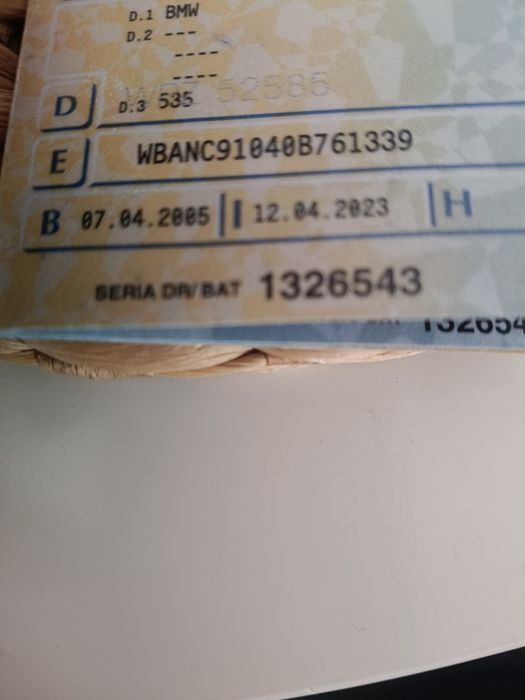 D.1 BMW
D.2 ---
----
----
D D.3 535
E WBANC91040B761339
B 07.04.2005 I 12.04.2023 H
SERIA DR/BAT 1326543